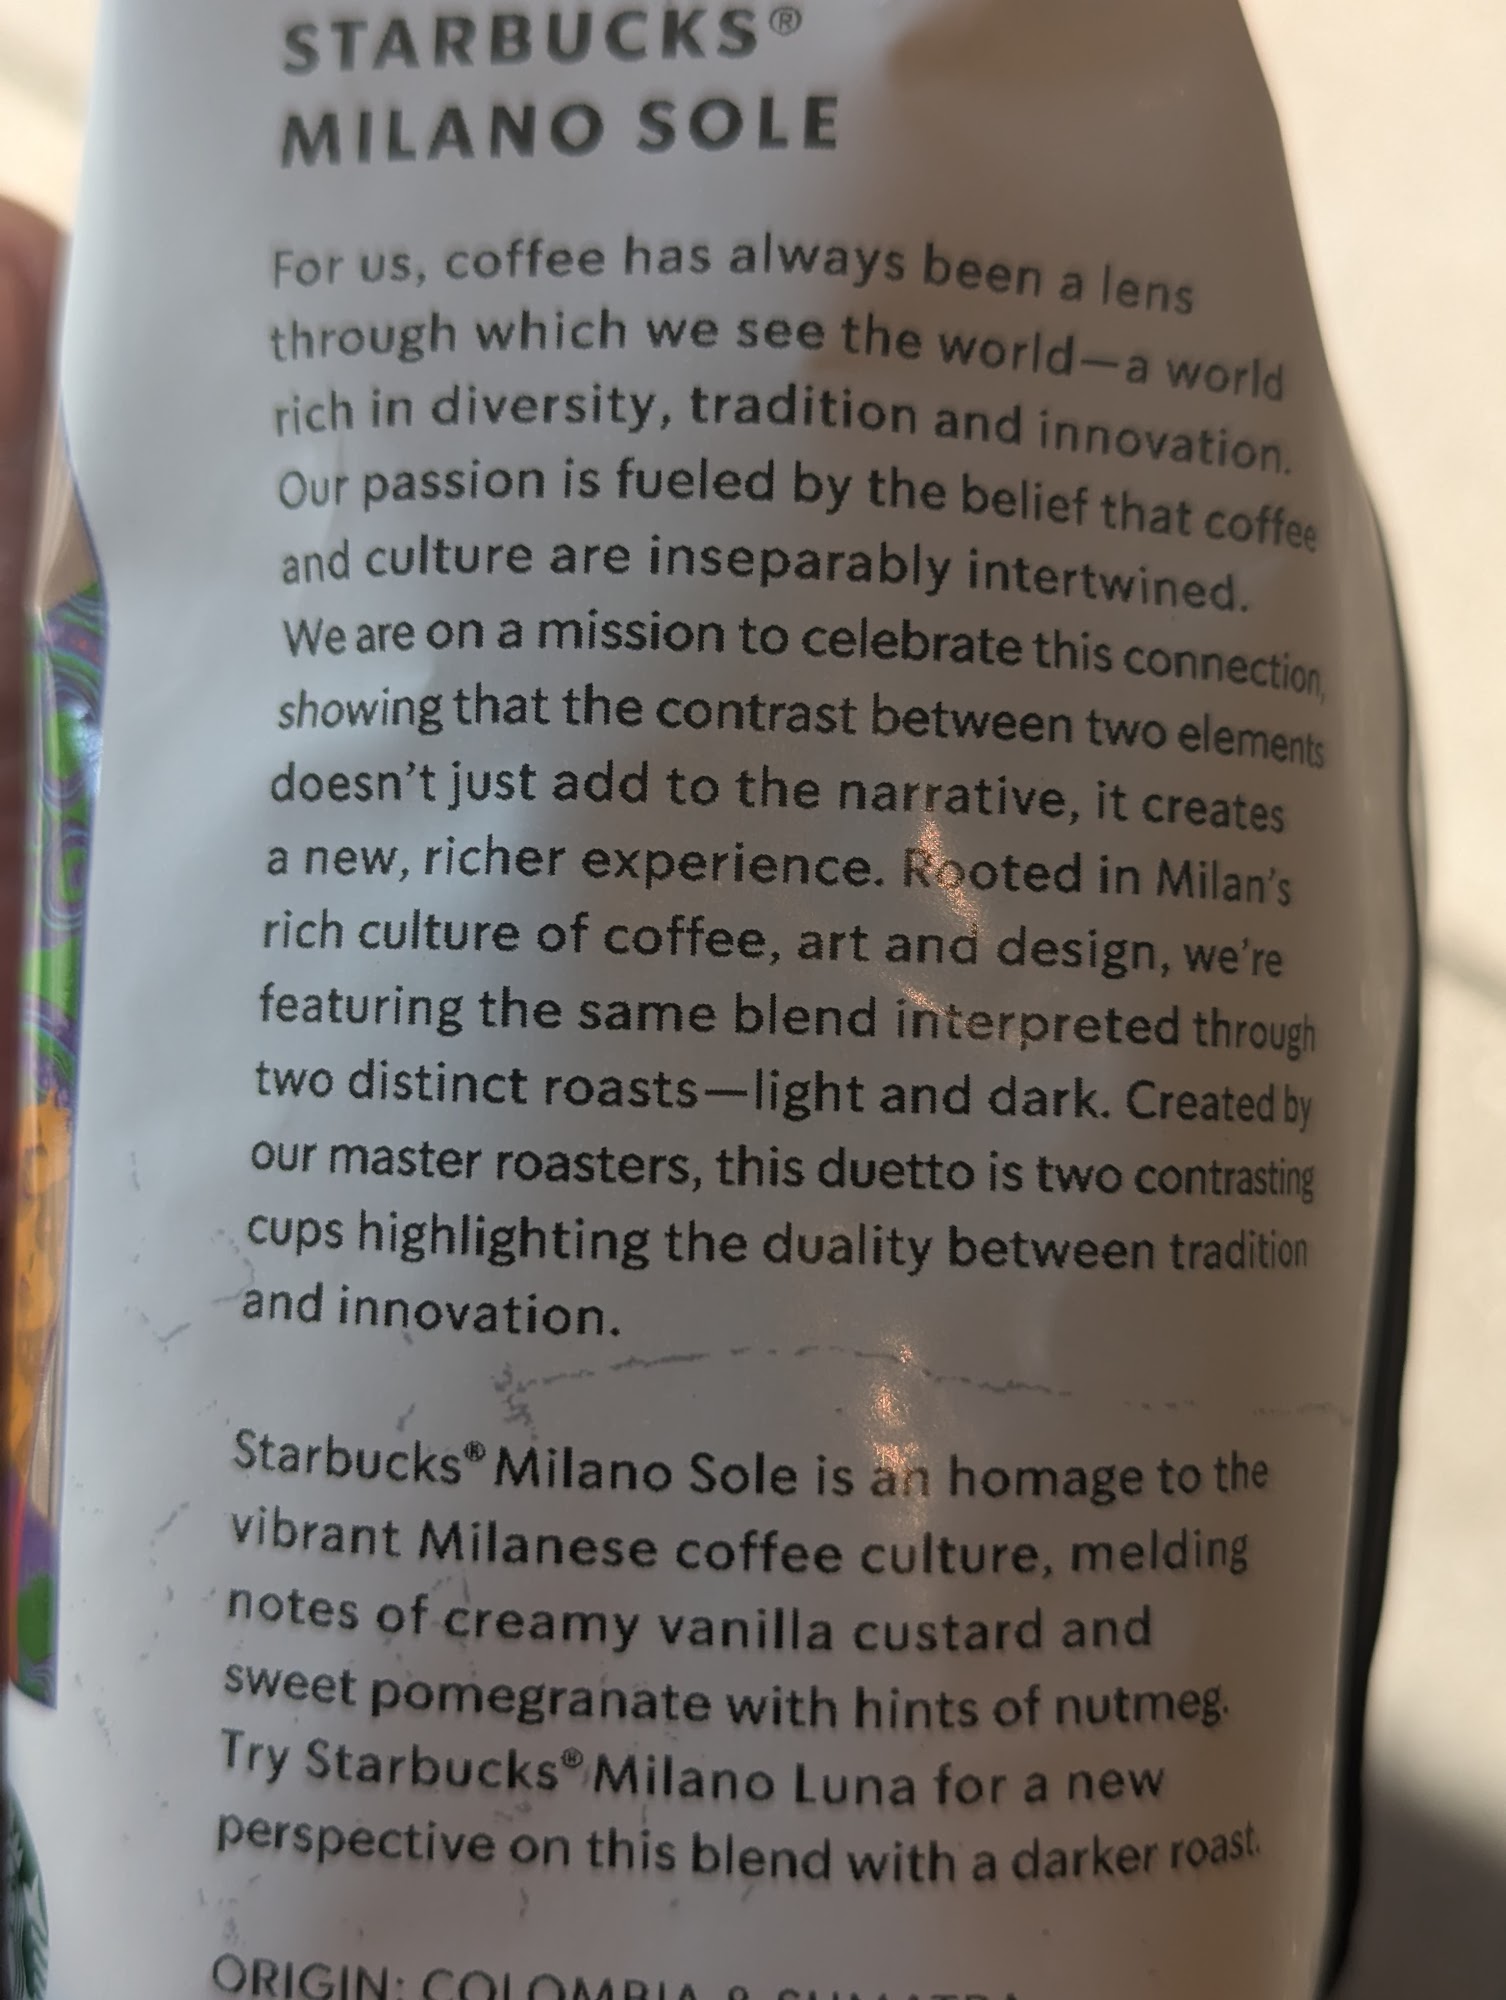 STARBUCKS®
MILANO SOLE
For us, coffee has always been a lens
through which we see the world—a world
rich in diversity, tradition and innovation.
Our passion is fueled by the belief that coffee
and culture are inseparably intertwined.
We are on a mission to celebrate this connection,
showing that the contrast between two elements
doesn’t just add to the narrative, it creates
a new, richer experience. Rooted in Milan’s
rich culture of coffee, art and design, we’re
featuring the same blend interpreted through
two distinct roasts—light and dark. Created by
our master roasters, this duetto is two contrasting
cups highlighting the duality between tradition
and innovation.
Starbucks® Milano Sole is an homage to the
vibrant Milanese coffee culture, melding
notes of creamy vanilla custard and
sweet pomegranate with hints of nutmeg.
Try Starbucks® Milano Luna for a new
perspective on this blend with a darker roast.
ORIGIN: COLOMBIA & SUMATRA